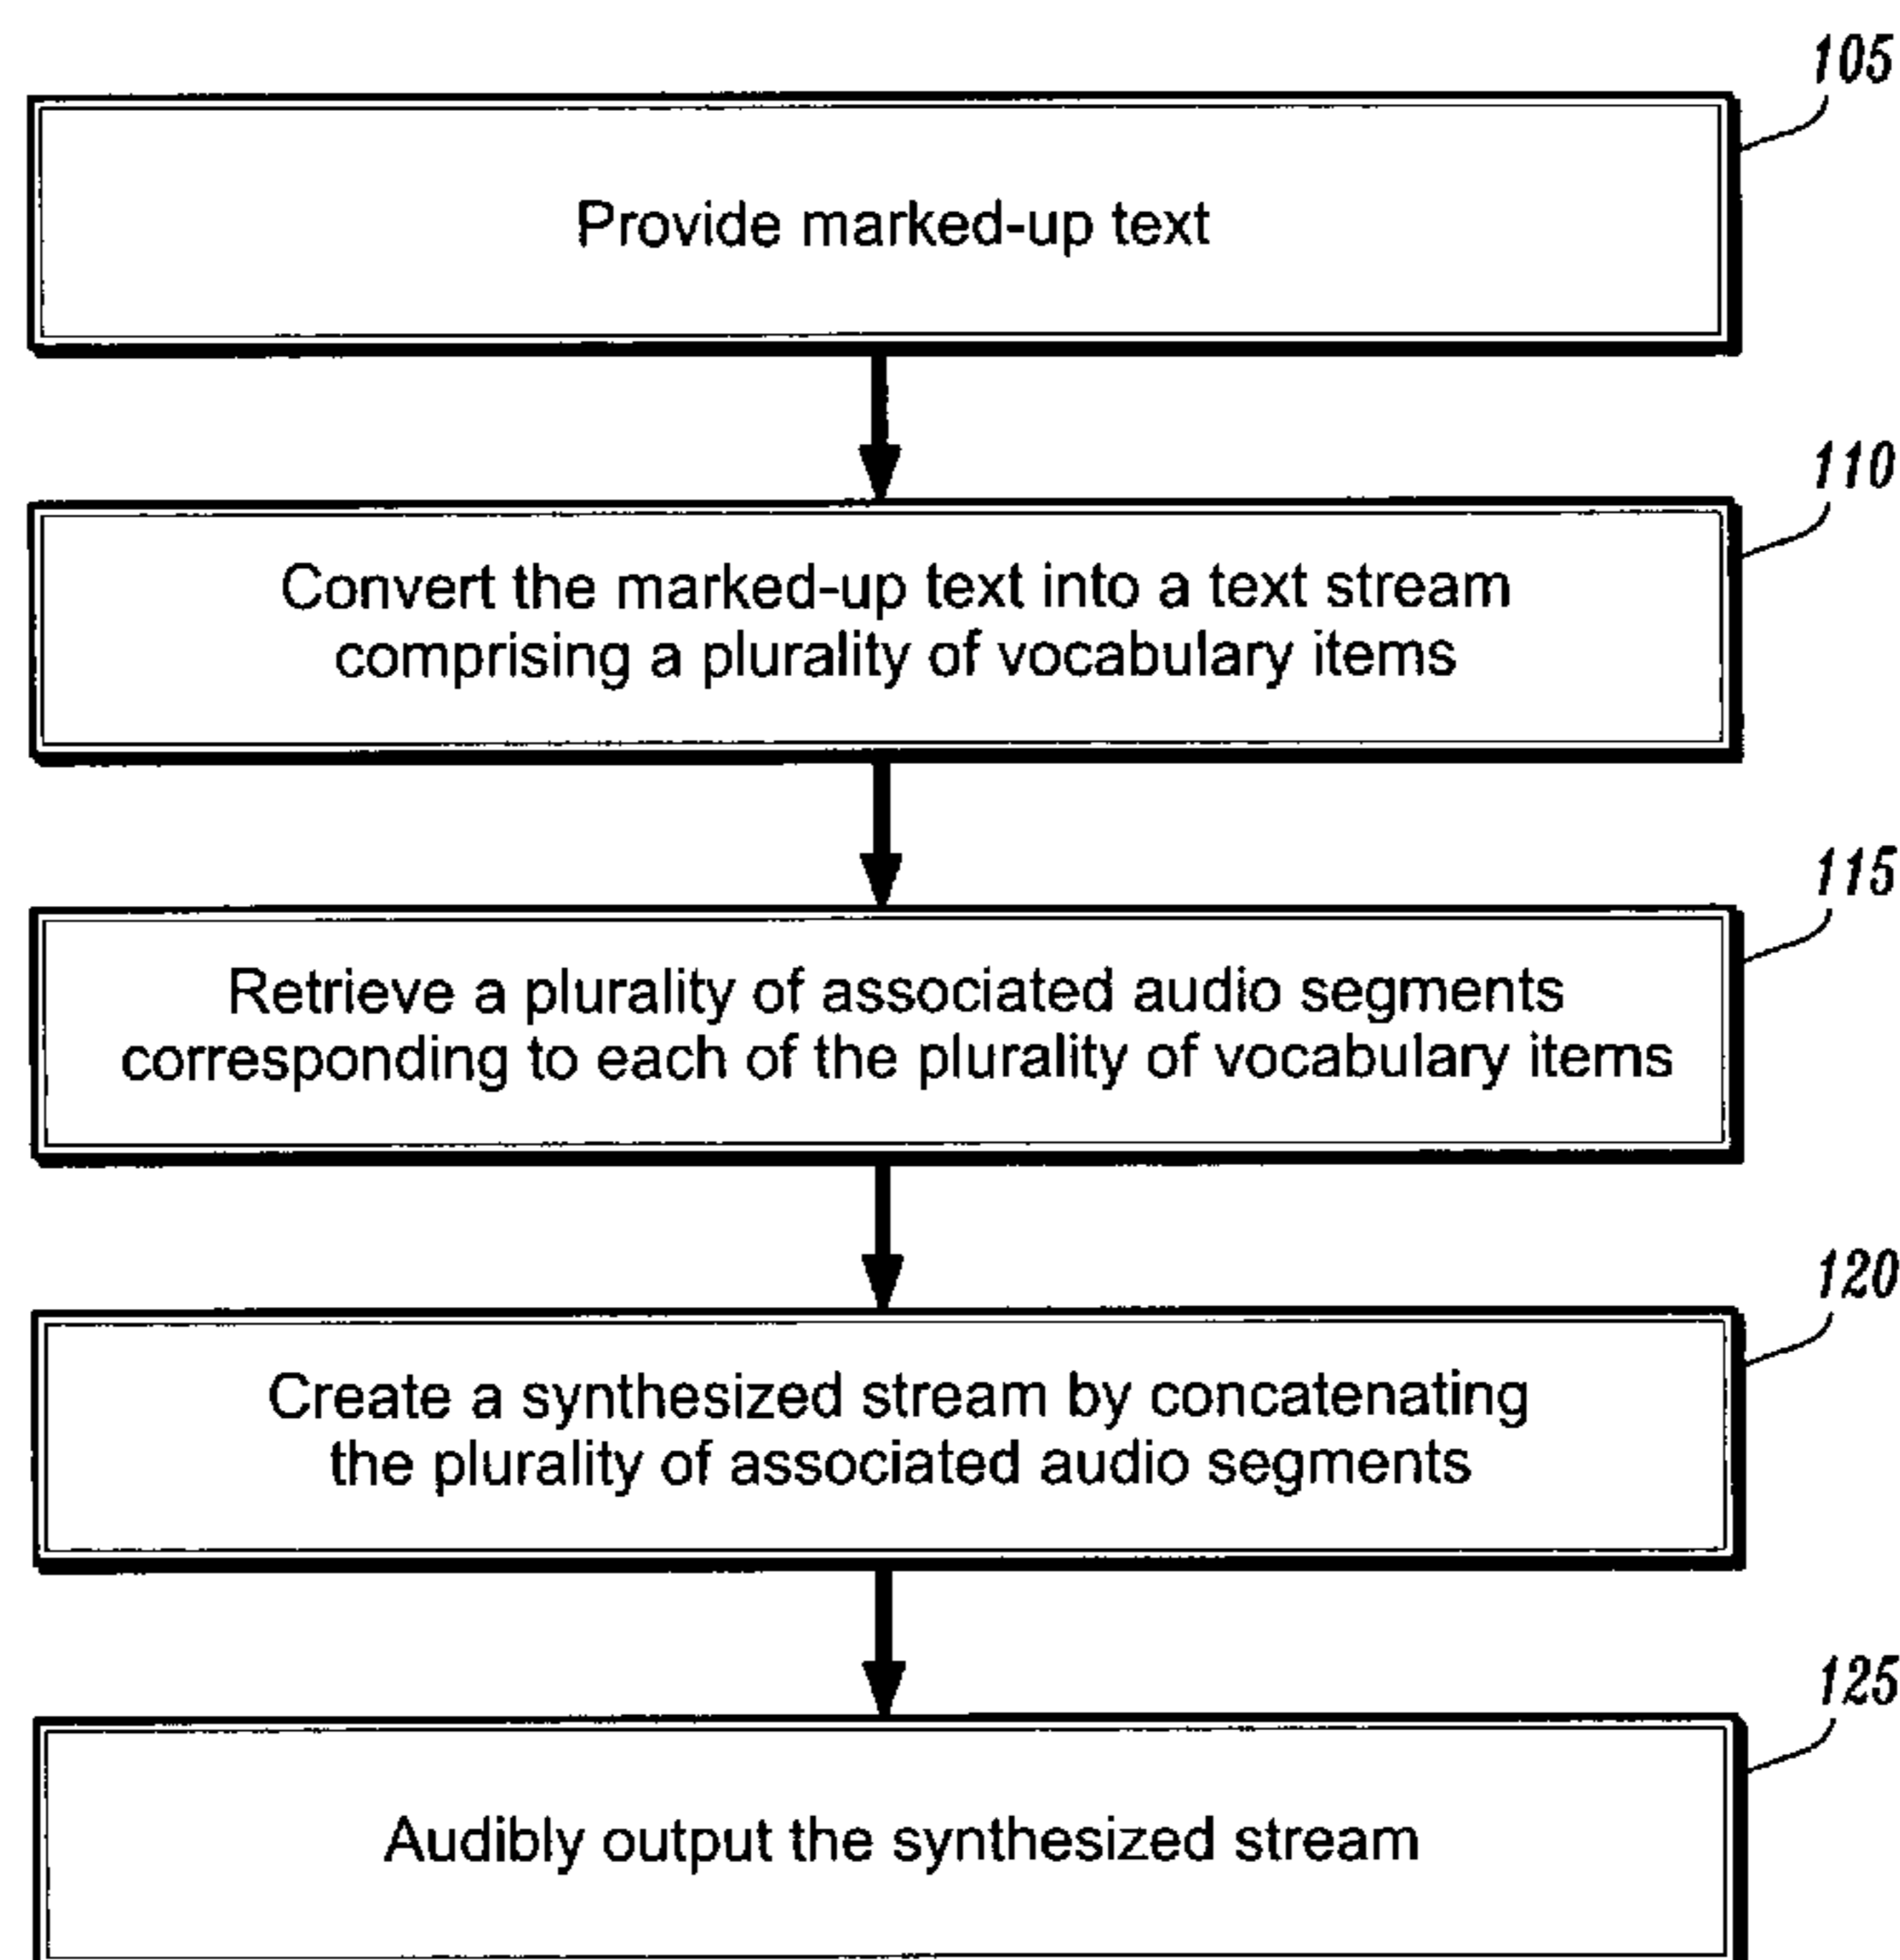 105
Provide marked-up text
110
Convert the marked-up text into a text stream
comprising a plurality of vocabulary items
115
Retrieve a plurality of associated audio segments
corresponding to each of the plurality of vocabulary items
120
Create a synthesized stream by concatenating
the plurality of associated audio segments
125
Audibly output the synthesized stream